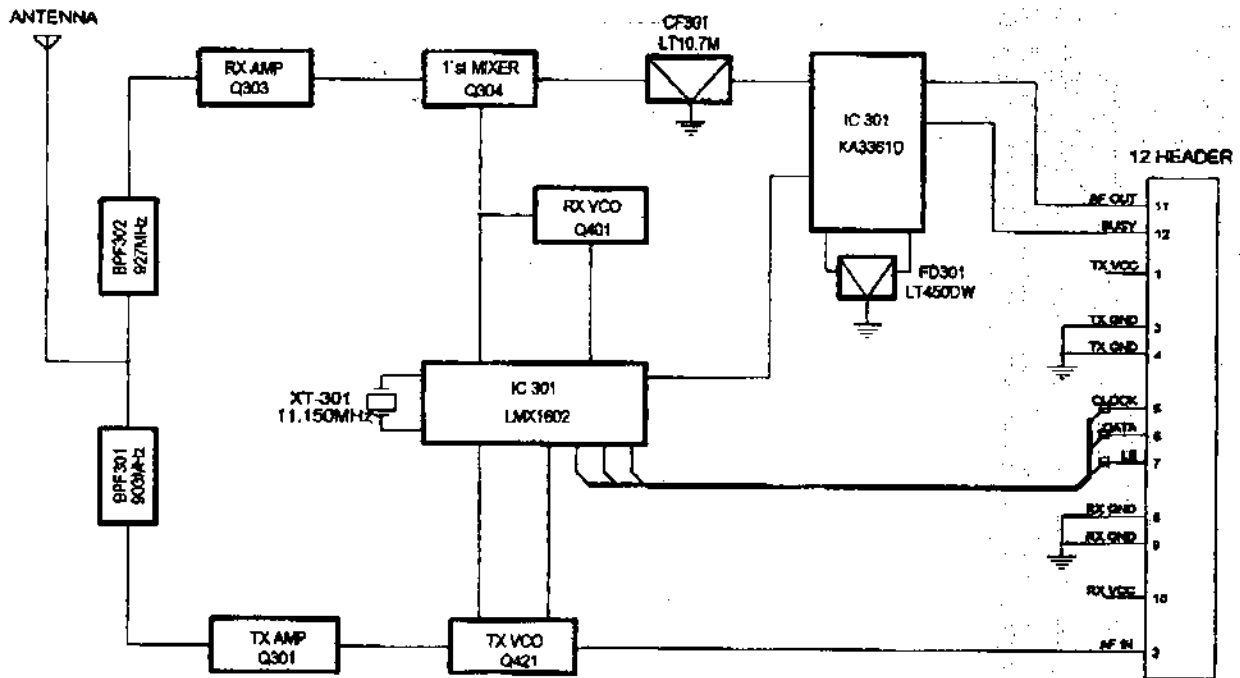 ANTENNA
RX AMP
Q303
1'st MIXER
Q304
CF301
LT10.7M
IC 301
KA3361D
12 HEADER
BPF302
927MHz
RX VCO
Q401
FD301
LT450DW
AF OUT
11
BUSY
12
TX VCC
1
TX GND
3
TX GND
4
XT-301
11.150MHz
IC 301
LMX1602
CLOCK
5
DATA
6
LE
7
BPF301
903MHz
RX GND
8
RX GND
9
RX VCC
10
TX AMP
Q301
TX VCO
Q421
AF IN
2